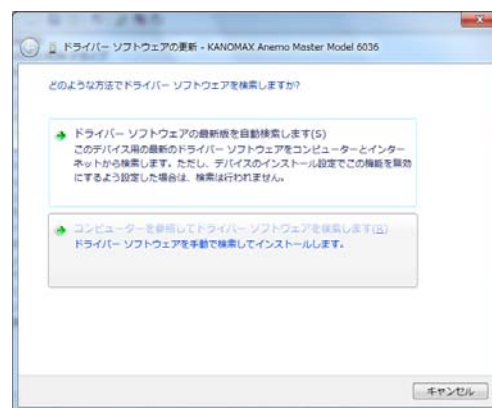 ドライバー ソフトウェアの更新 - KANOMAX Anemo Master Model 6036
どのような方法でドライバー ソフトウェアを検索しますか?
ドライバー ソフトウェアの最新版を自動検索します(S)
このデバイス用の最新のドライバー ソフトウェアをコンピューターとインター
ネットから検索します。ただし、デバイスのインストール設定でこの機能を無効
にするよう設定した場合は、検索は行われません。
コンピューターを参照してドライバー ソフトウェアを検索します(R)
ドライバー ソフトウェアを手動で検索してインストールします。
キャンセル